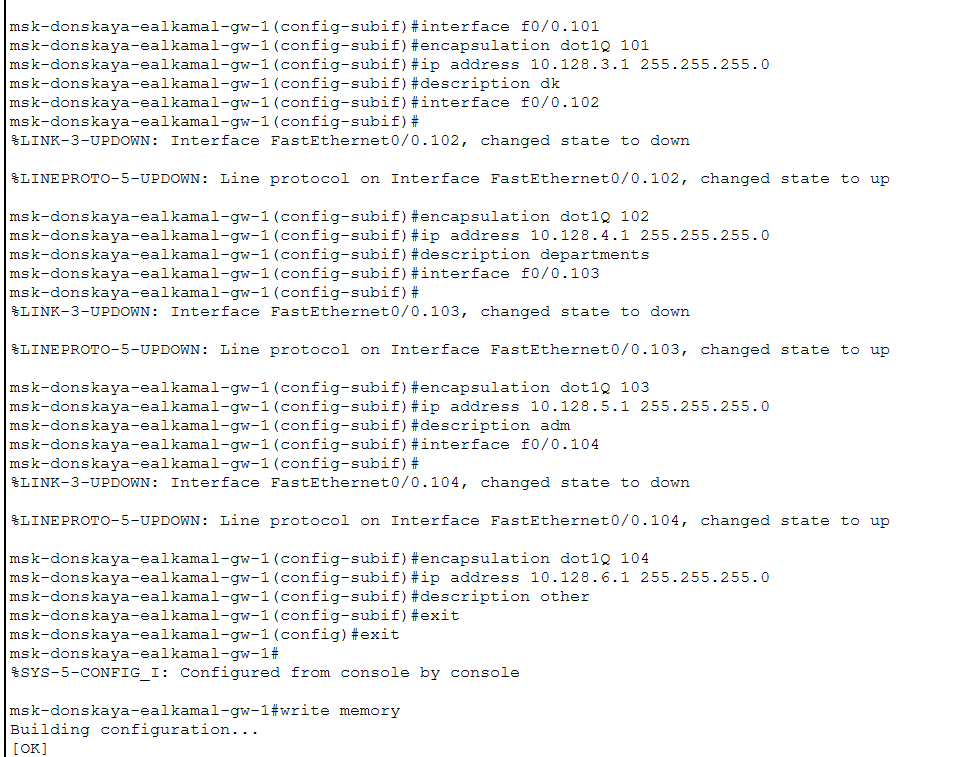 msk-donskaya-ealkamal-gw-1(config-subif)#interface f0/0.101
msk-donskaya-ealkamal-gw-1(config-subif)#encapsulation dot1Q 101
msk-donskaya-ealkamal-gw-1(config-subif)#ip address 10.128.3.1 255.255.255.0
msk-donskaya-ealkamal-gw-1(config-subif)#description dk
msk-donskaya-ealkamal-gw-1(config-subif)#interface f0/0.102
msk-donskaya-ealkamal-gw-1(config-subif)#
%LINK-3-UPDOWN: Interface FastEthernet0/0.102, changed state to down
%LINEPROTO-5-UPDOWN: Line protocol on Interface FastEthernet0/0.102, changed state to up
msk-donskaya-ealkamal-gw-1(config-subif)#encapsulation dot1Q 102
msk-donskaya-ealkamal-gw-1(config-subif)#ip address 10.128.4.1 255.255.255.0
msk-donskaya-ealkamal-gw-1(config-subif)#description departments
msk-donskaya-ealkamal-gw-1(config-subif)#interface f0/0.103
msk-donskaya-ealkamal-gw-1(config-subif)#
%LINK-3-UPDOWN: Interface FastEthernet0/0.103, changed state to down
%LINEPROTO-5-UPDOWN: Line protocol on Interface FastEthernet0/0.103, changed state to up
msk-donskaya-ealkamal-gw-1(config-subif)#encapsulation dot1Q 103
msk-donskaya-ealkamal-gw-1(config-subif)#ip address 10.128.5.1 255.255.255.0
msk-donskaya-ealkamal-gw-1(config-subif)#description adm
msk-donskaya-ealkamal-gw-1(config-subif)#interface f0/0.104
msk-donskaya-ealkamal-gw-1(config-subif)#
%LINK-3-UPDOWN: Interface FastEthernet0/0.104, changed state to down
%LINEPROTO-5-UPDOWN: Line protocol on Interface FastEthernet0/0.104, changed state to up
msk-donskaya-ealkamal-gw-1(config-subif)#encapsulation dot1Q 104
msk-donskaya-ealkamal-gw-1(config-subif)#ip address 10.128.6.1 255.255.255.0
msk-donskaya-ealkamal-gw-1(config-subif)#description other
msk-donskaya-ealkamal-gw-1(config-subif)#exit
msk-donskaya-ealkamal-gw-1(config)#exit
msk-donskaya-ealkamal-gw-1#
%SYS-5-CONFIG_I: Configured from console by console
msk-donskaya-ealkamal-gw-1#write memory
Building configuration...
[OK]